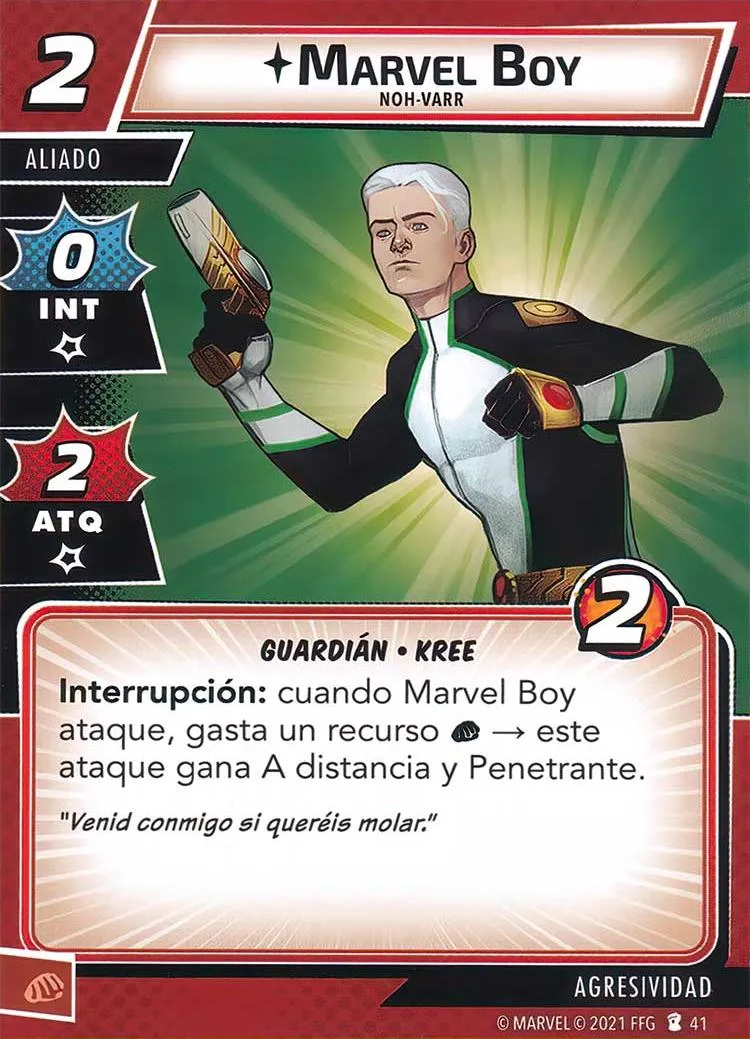 2
MARVEL BOY
NOH-VARR
ALIADO
0
INT
2
ATQ
2
GUARDIÁN • KREE
Interrupción: cuando Marvel Boy
ataque, gasta un recurso → este
ataque gana A distancia y Penetrante.
"Venid conmigo si queréis molar."
AGRESIVIDAD
© MARVEL © 2021 FFG 41